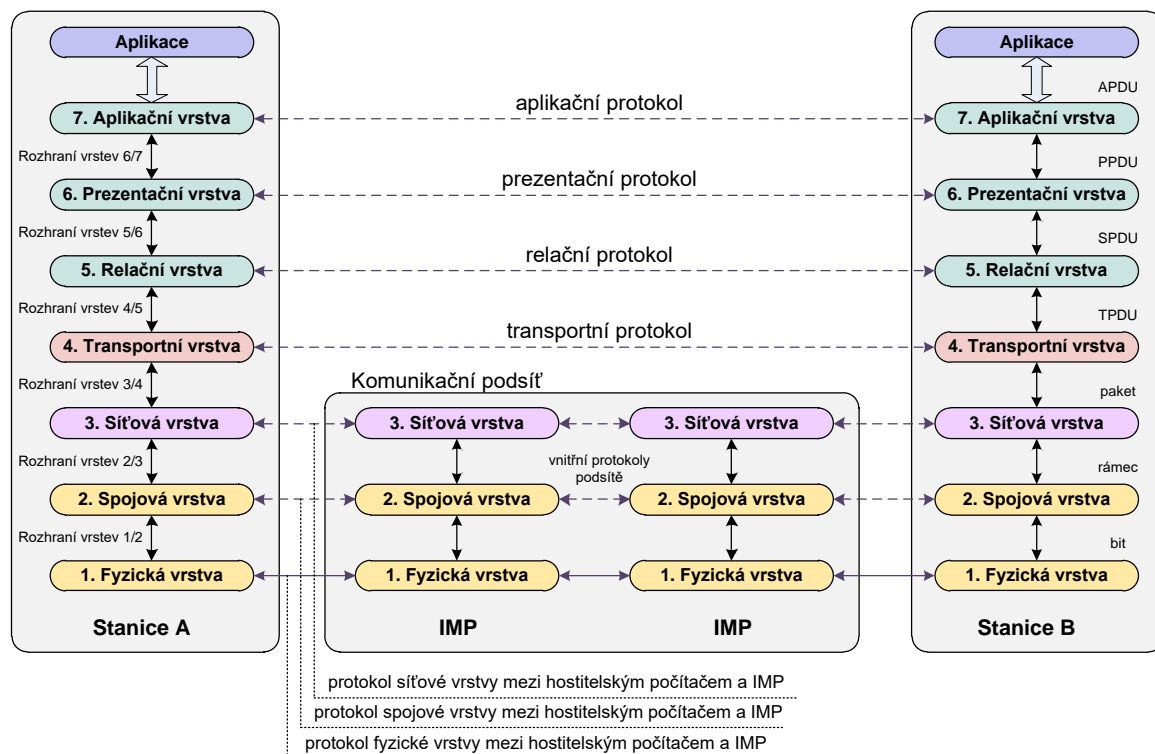 Aplikace
Aplikace
APDU
aplikační protokol
7. Aplikační vrstva
7. Aplikační vrstva
Rozhraní vrstev 6/7
PPDU
prezentační protokol
6. Prezentační vrstva
6. Prezentační vrstva
Rozhraní vrstev 5/6
SPDU
relační protokol
5. Relační vrstva
5. Relační vrstva
Rozhraní vrstev 4/5
TPDU
transportní protokol
4. Transportní vrstva
4. Transportní vrstva
Rozhraní vrstev 3/4
Komunikační podsíť
paket
3. Síťová vrstva
3. Síťová vrstva
3. Síťová vrstva
3. Síťová vrstva
Rozhraní vrstev 2/3
vnitřní protokoly
podsítě
rámec
2. Spojová vrstva
2. Spojová vrstva
2. Spojová vrstva
2. Spojová vrstva
Rozhraní vrstev 1/2
bit
1. Fyzická vrstva
1. Fyzická vrstva
1. Fyzická vrstva
1. Fyzická vrstva
Stanice A
IMP
IMP
Stanice B
protokol síťové vrstvy mezi hostitelským počítačem a IMP
protokol spojové vrstvy mezi hostitelským počítačem a IMP
protokol fyzické vrstvy mezi hostitelským počítačem a IMP